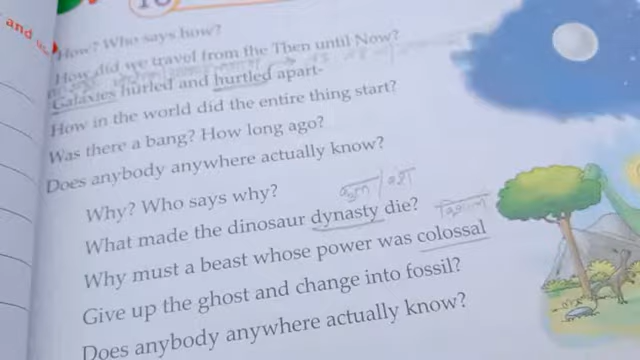 10
and
How? Who says how?
How did we travel from the Then until Now?
Galaxies hurled and hurtled apart-
How in the world did the entire thing start?
Was there a bang? How long ago?
Does anybody anywhere actually know?
Why? Who says why?
कुल / वंश
What made the dinosaur dynasty die?
विशाल
Why must a beast whose power was colossal
Give up the ghost and change into fossil?
Does anybody anywhere actually know?